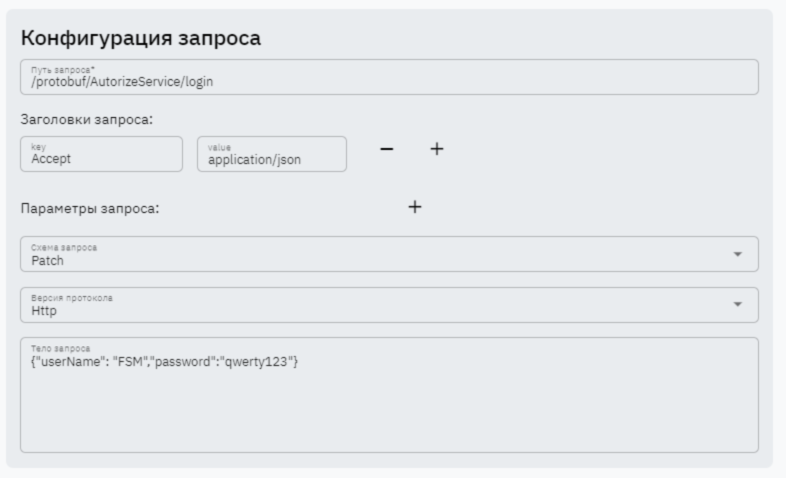 Конфигурация запроса
Путь запроса*
/protobuf/AutorizeService/login
Заголовки запроса:
key
Accept
value
application/json
Параметры запроса:
Схема запроса
Patch
Версия протокола
Http
Тело запроса
{"userName": "FSM","password":"qwerty123"}